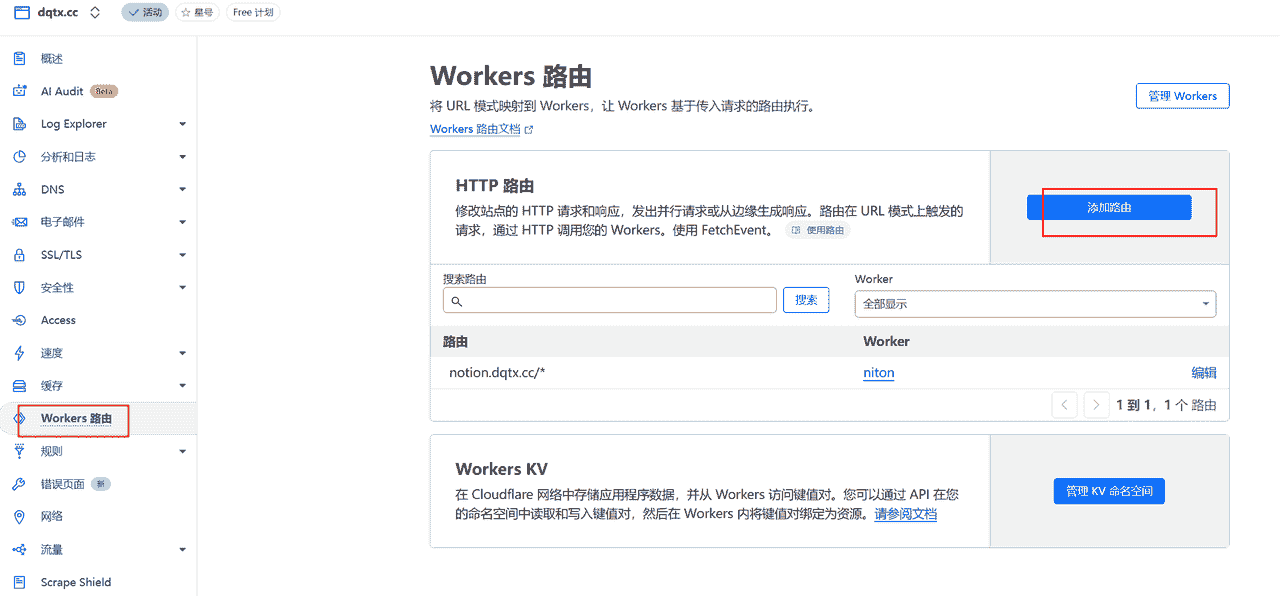 dqtx.cc
活动
星号
Free 计划
概述
AI Audit Beta
Log Explorer
分析和日志
DNS
电子邮件
SSL/TLS
安全性
Access
速度
缓存
Workers 路由
规则
错误页面 新
网络
流量
Scrape Shield
Workers 路由
将 URL 模式映射到 Workers，让 Workers 基于传入请求的路由执行。
Workers 路由文档
管理 Workers
HTTP 路由
修改站点的 HTTP 请求和响应，发出并行请求或从边缘生成响应。路由在 URL 模式上触发的
请求，通过 HTTP 调用您的 Workers。使用 FetchEvent。 使用路由
添加路由
搜索路由
搜索
Worker
全部显示
路由 Worker
notion.dqtx.cc/* niton 编辑
1 到 1，1 个 路由
Workers KV
在 Cloudflare 网络中存储应用程序数据，并从 Workers 访问键值对。您可以通过 API 在您
的命名空间中读取和写入键值对，然后在 Workers 内将键值对绑定为资源。请参阅文档
管理 KV 命名空间